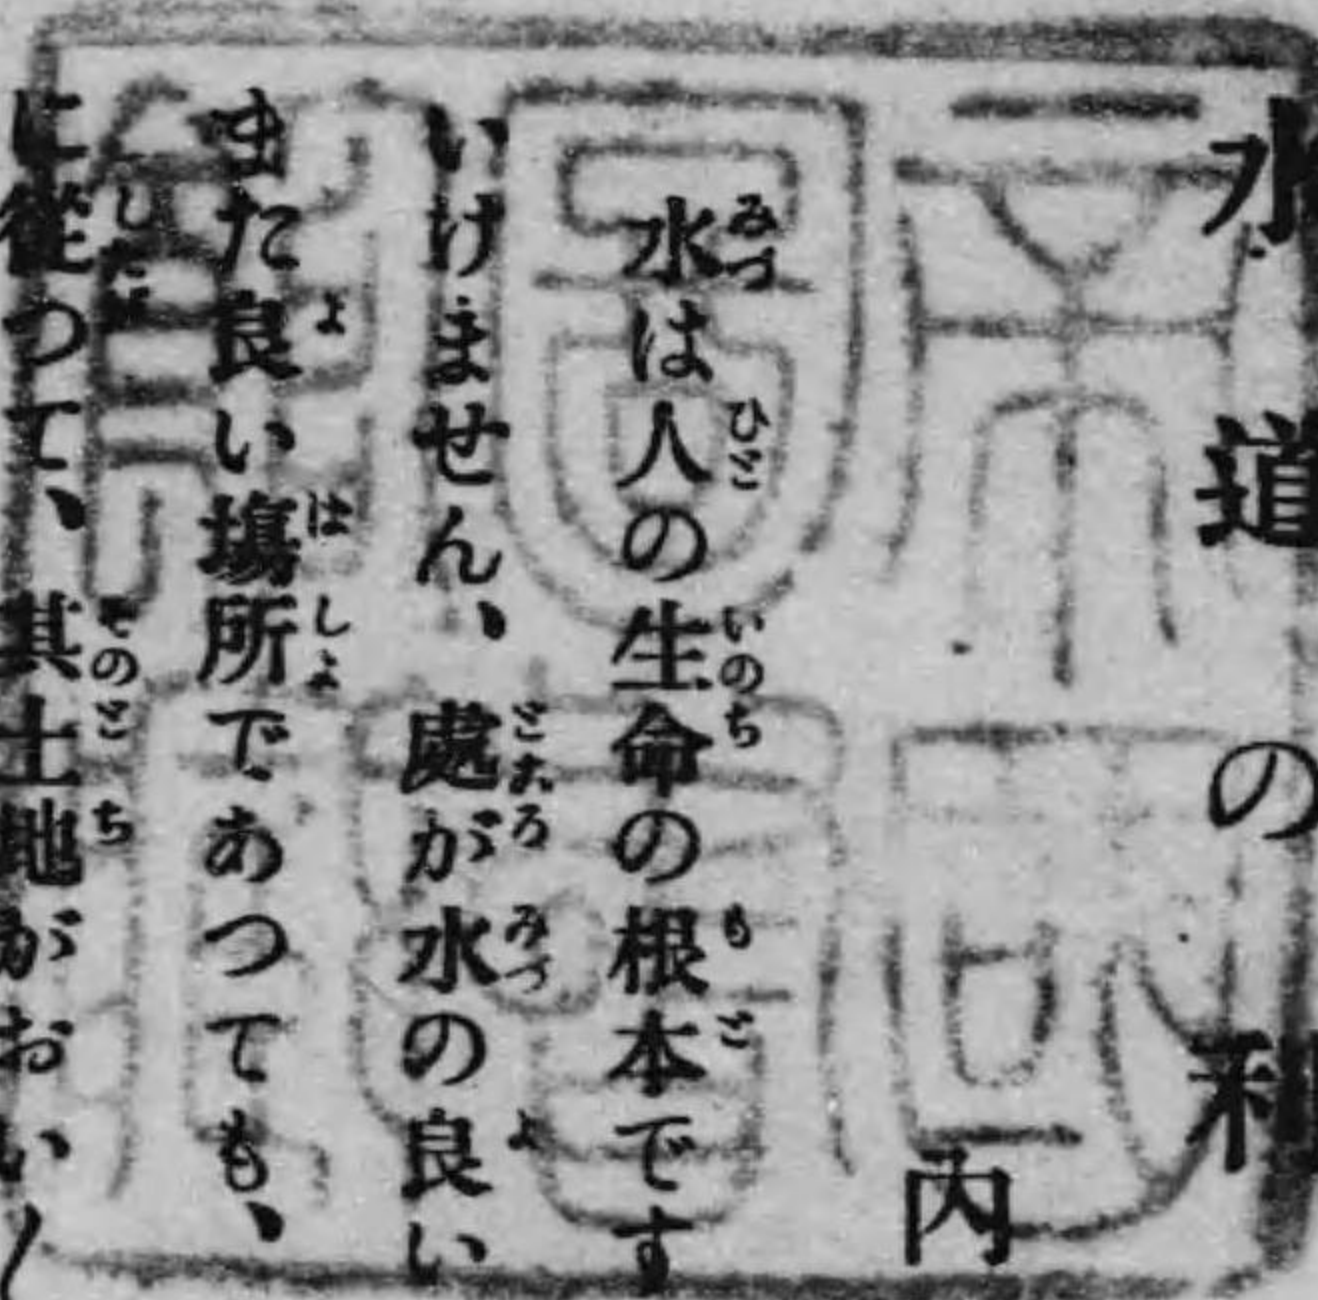 水道の利
内
水は人の生命の根本です
いけません、處が水の良い
また良い場所であつても、
に從つて、其土地がおい〱